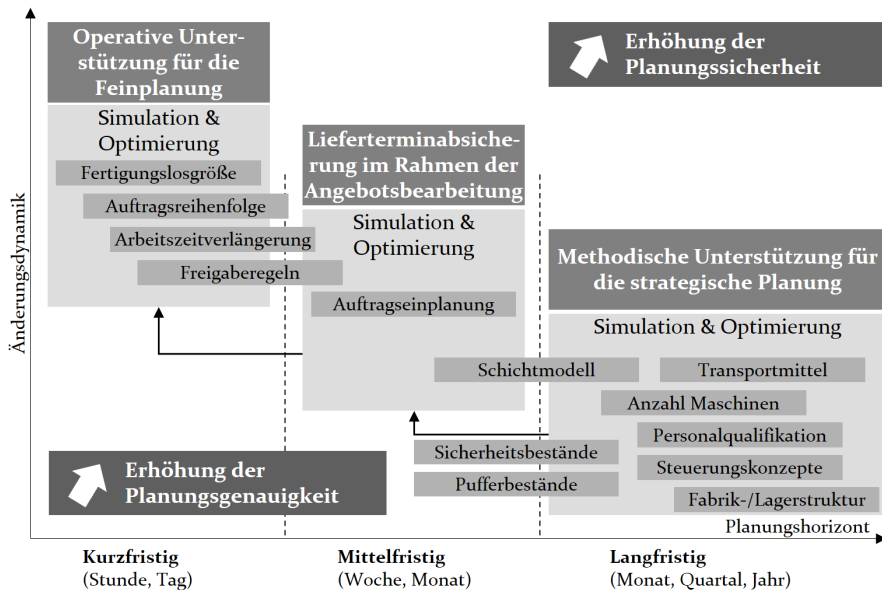 Änderungsdynamik
Operative Unter-
stützung für die
Feinplanung
Simulation &
Optimierung
Fertigungslosgröße
Auftragsreihenfolge
Arbeitszeitverlängerung
Freigaberegeln
Lieferterminabsiche-
rung im Rahmen der
Angebotsbearbeitung
Simulation &
Optimierung
Auftragseinplanung
Erhöhung der
Planungssicherheit
Methodische Unterstützung für
die strategische Planung
Simulation & Optimierung
Schichtmodell
Transportmittel
Anzahl Maschinen
Sicherheitsbestände
Personalqualifikation
Pufferbestände
Steuerungskonzepte
Fabrik-/Lagerstruktur
Erhöhung der
Planungsgenauigkeit
Planungshorizont
Kurzfristig
(Stunde, Tag)
Mittelfristig
(Woche, Monat)
Langfristig
(Monat, Quartal, Jahr)